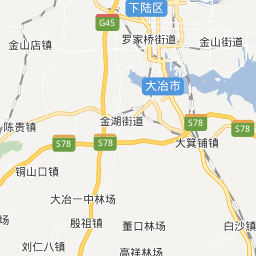 下陆区
G45
罗家桥街道
金山街道
金山店镇
大冶市
陈贵镇
金湖街道
S78
S78
S78
S78
大箕铺镇
铜山口镇
大冶一中林场
殷祖镇
董口林场
白沙镇
刘仁八镇
高祥林场